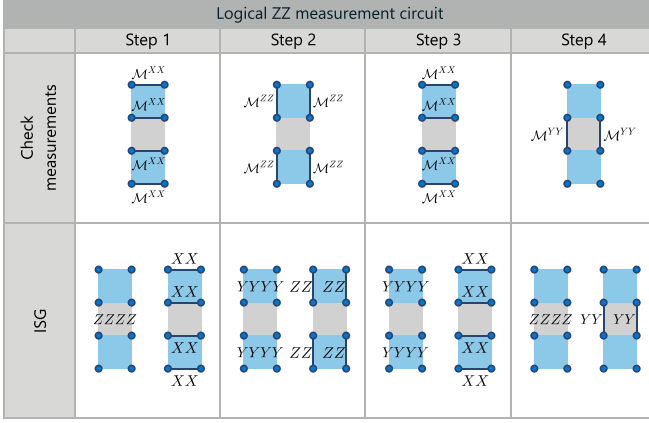 Logical ZZ measurement circuit
Step 1 Step 2 Step 3 Step 4
Check measurements
ℳ^{XX}
ℳ^{XX}
ℳ^{XX}
ℳ^{XX}
ℳ^{ZZ} ℳ^{ZZ}
ℳ^{ZZ} ℳ^{ZZ}
ℳ^{XX}
ℳ^{XX}
ℳ^{XX}
ℳ^{XX}
ℳ^{YY} ℳ^{YY}
ISG
ZZZZ
XX
XX
XX
XX
YYYY ZZ ZZ
YYYY ZZ ZZ
YYYY
YYYY
XX
XX
XX
XX
ZZZZ YY YY